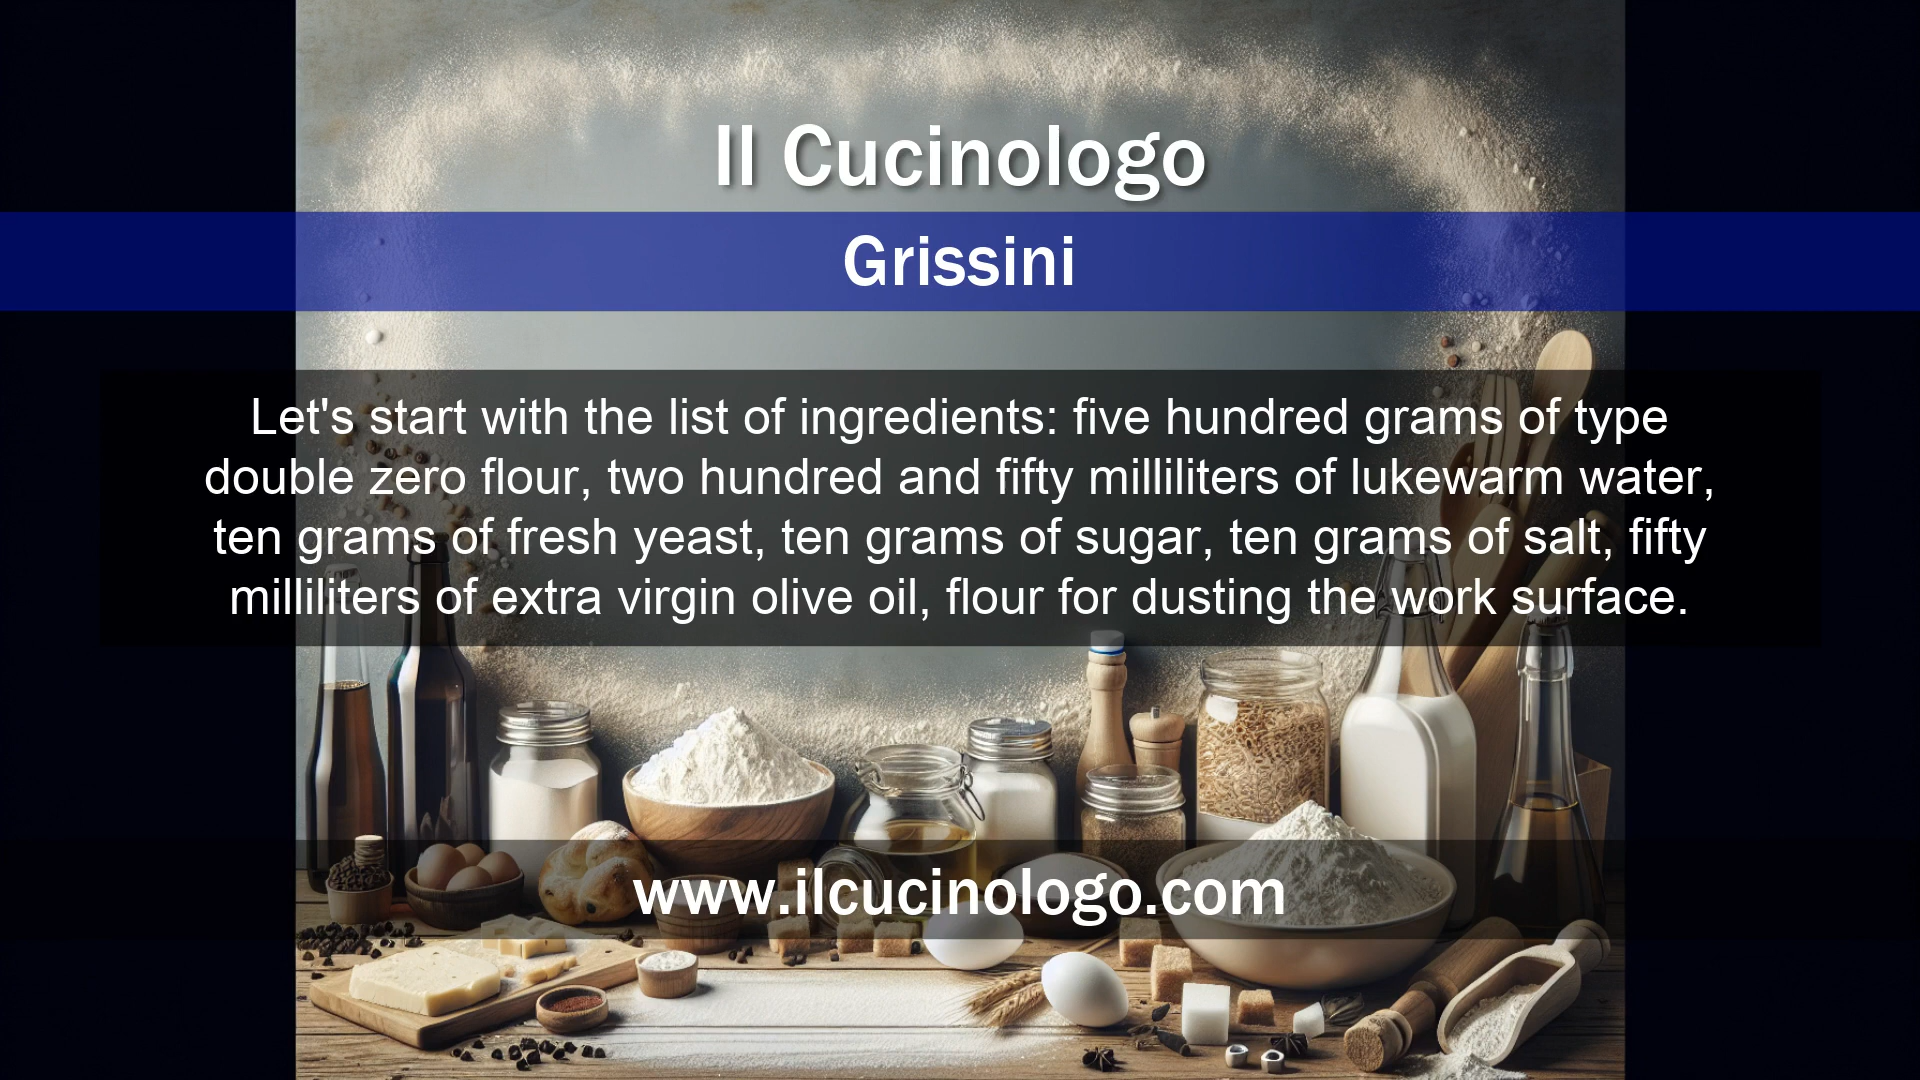 Il Cucinologo
Grissini
Let's start with the list of ingredients: five hundred grams of type
double zero flour, two hundred and fifty milliliters of lukewarm water,
ten grams of fresh yeast, ten grams of sugar, ten grams of salt, fifty
milliliters of extra virgin olive oil, flour for dusting the work surface.
www.ilcucinologo.com